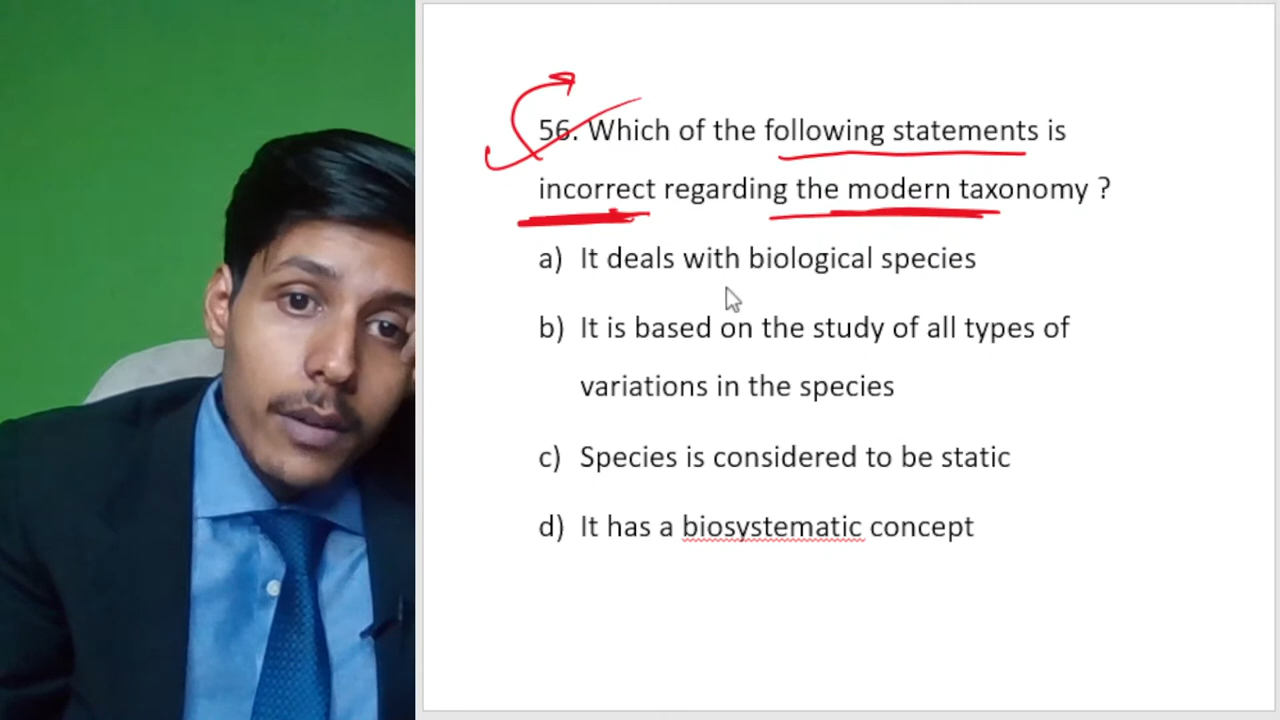 56. Which of the following statements is
incorrect regarding the modern taxonomy ?
a) It deals with biological species
b) It is based on the study of all types of
variations in the species
c) Species is considered to be static
d) It has a biosystematic concept